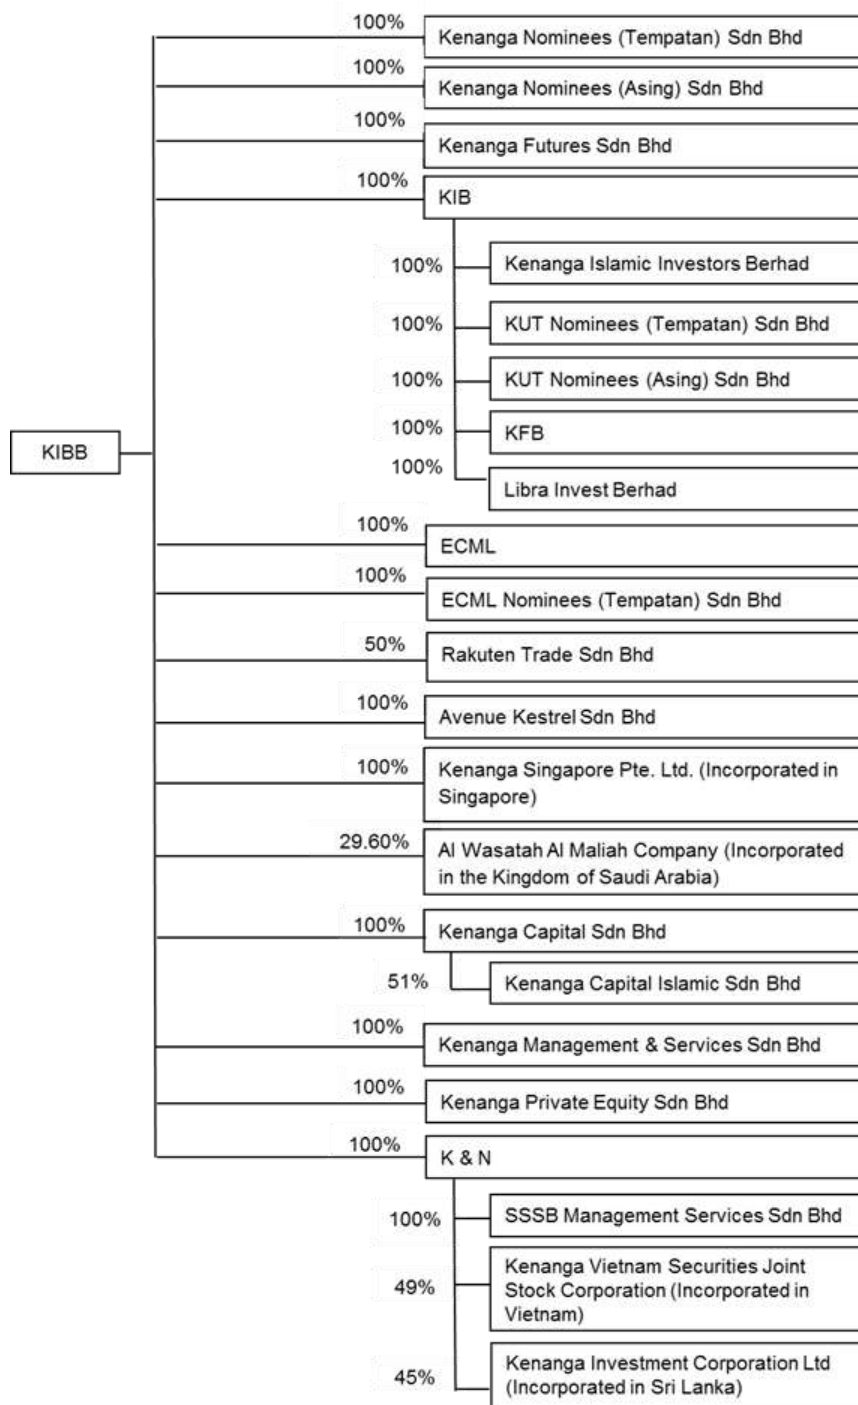 100%
Kenanga Nominees (Tempatan) Sdn Bhd
100%
Kenanga Nominees (Asing) Sdn Bhd
100%
Kenanga Futures Sdn Bhd
100%
KIB
100%
Kenanga Islamic Investors Berhad
100%
KUT Nominees (Tempatan) Sdn Bhd
100%
KUT Nominees (Asing) Sdn Bhd
100%
KFB
KIBB
100%
Libra Invest Berhad
100%
ECML
100%
ECML Nominees (Tempatan) Sdn Bhd
50%
Rakuten Trade Sdn Bhd
100%
Avenue Kestrel Sdn Bhd
100%
Kenanga Singapore Pte. Ltd. (Incorporated in
Singapore)
29.60%
Al Wasatah Al Maliah Company (Incorporated
in the Kingdom of Saudi Arabia)
100%
Kenanga Capital Sdn Bhd
51%
Kenanga Capital Islamic Sdn Bhd
100%
Kenanga Management & Services Sdn Bhd
100%
Kenanga Private Equity Sdn Bhd
100%
K & N
100%
SSSB Management Services Sdn Bhd
49%
Kenanga Vietnam Securities Joint
Stock Corporation (Incorporated in
Vietnam)
45%
Kenanga Investment Corporation Ltd
(Incorporated in Sri Lanka)